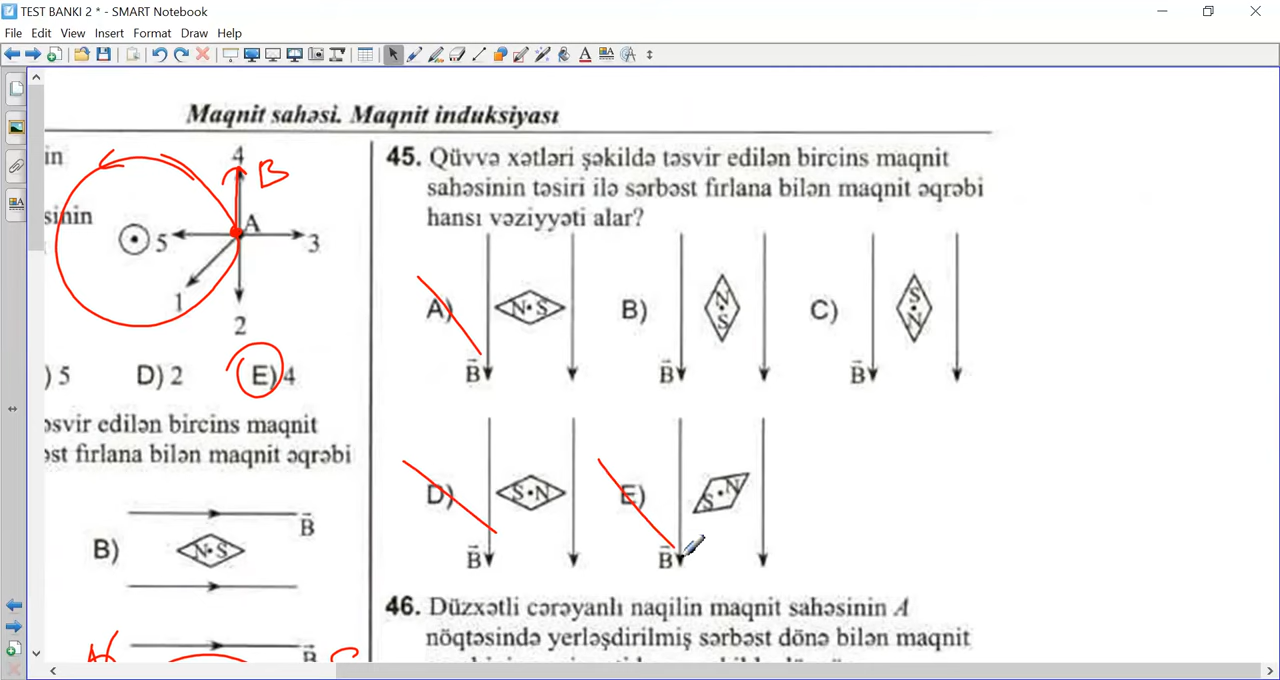 TEST BANKI 2 * - SMART Notebook
File Edit View Insert Format Draw Help
Maqnit sahəsi. Maqnit induksiyası
in
sinin
4
B
A
5
3
1
2
) 5 D) 2 E) 4
əsvir edilən bircins maqnit
əst fırlana bilən maqnit əqrəbi
B
B) N S
B
45. Qüvvə xətləri şəkildə təsvir edilən bircins maqnit
sahəsinin təsiri ilə sərbəst fırlana bilən maqnit əqrəbi
hansı vəziyyəti alar?
A) N S B) N S C) S N
B B B
D) S N E) S N
B B
46. Düzxətli cərəyanlı naqilin maqnit sahəsinin A
nöqtəsində yerləşdirilmiş sərbəst dönə bilən maqnit